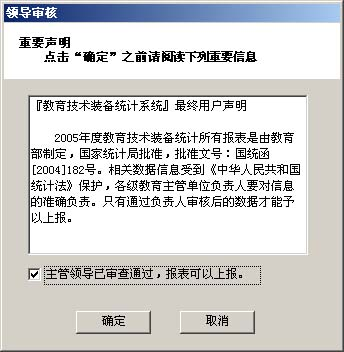 领导审核
重要声明
点击“确定”之前请阅读下列重要信息
『教育技术装备统计系统』最终用户声明
2005年度教育技术装备统计所有报表是由教育
部制定，国家统计局批准，批准文号：国统函
[2004]182号。相关数据信息受到《中华人民共和国
统计法》保护，各级教育主管单位负责人要对信息
的准确负责。只有通过负责人审核后的数据才能予
以上报。
主管领导已审查通过，报表可以上报。
确定
取消